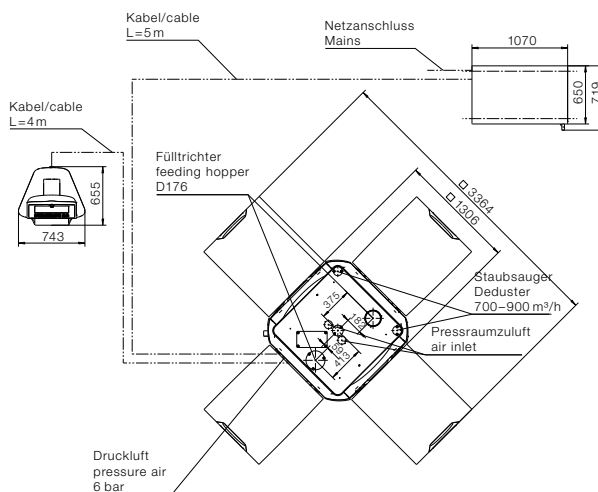 Kabel/cable
L=5m
Netzanschluss
Mains
1070
650
719
Kabel/cable
L=4m
Fülltrichter
feeding hopper
D176
655
743
□ 3364
□ 1306
Staubsauger
Deduster
700–900 m³/h
375
Pressraumzuluft
air inlet
413
Druckluft
pressure air
6 bar